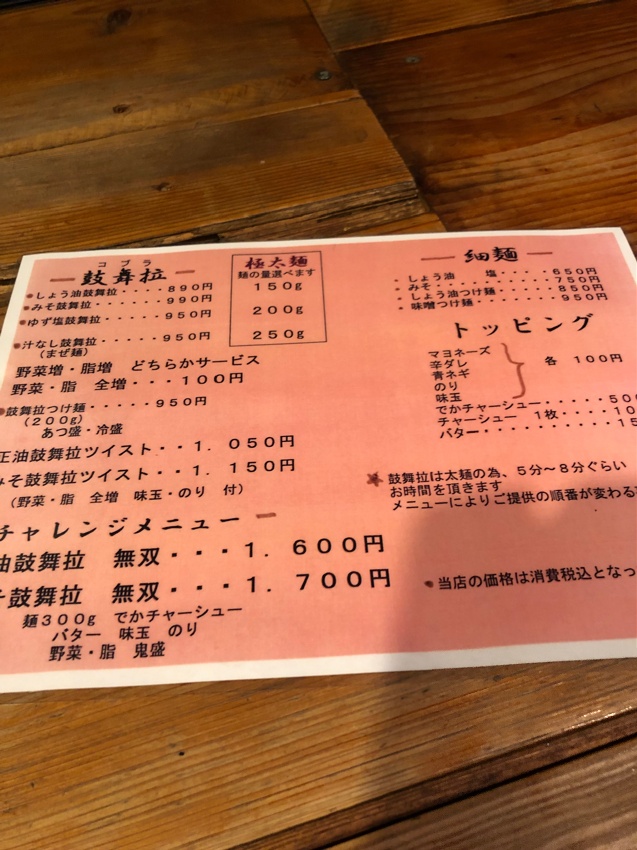 コブラ
― 鼓舞拉 ―
しょう油鼓舞拉・・・・・890円
みそ鼓舞拉・・・・・・・990円
ゆず塩鼓舞拉・・・・・・950円
汁なし鼓舞拉・・・・・950円
(まぜ麺)
野菜増・脂増 どちらかサービス
野菜・脂 全増・・・100円
鼓舞拉つけ麺・・・・・950円
(200g)
あつ盛・冷盛
正油鼓舞拉ツイスト・・1.050円
みそ鼓舞拉ツイスト・・1.150円
(野菜・脂 全増 味玉・のり 付)
チャレンジメニュー ―
油鼓舞拉 無双・・・1.600円
鼓舞拉 無双・・・1.700円
麺300g でかチャーシュー
バター 味玉 のり
野菜・脂 鬼盛
極太麺
麺の量選べます
150g
200g
250g
― 細麺 ―
しょう油 塩・・・・・650円
みそ・・・・・・・・・・750円
しょう油つけ麺・・・・・850円
味噌つけ麺・・・・・・・950円
トッピング
マヨネーズ
辛ダレ
青ネギ
のり
味玉
各 100円
でかチャーシュー・・・・・50
チャーシュー 1枚・・・・10
バター・・・・・・・・・・15
鼓舞拉は太麺の為、5分～8分ぐらい
お時間を頂きます
メニューによりご提供の順番が変わる
当店の価格は消費税込となっ